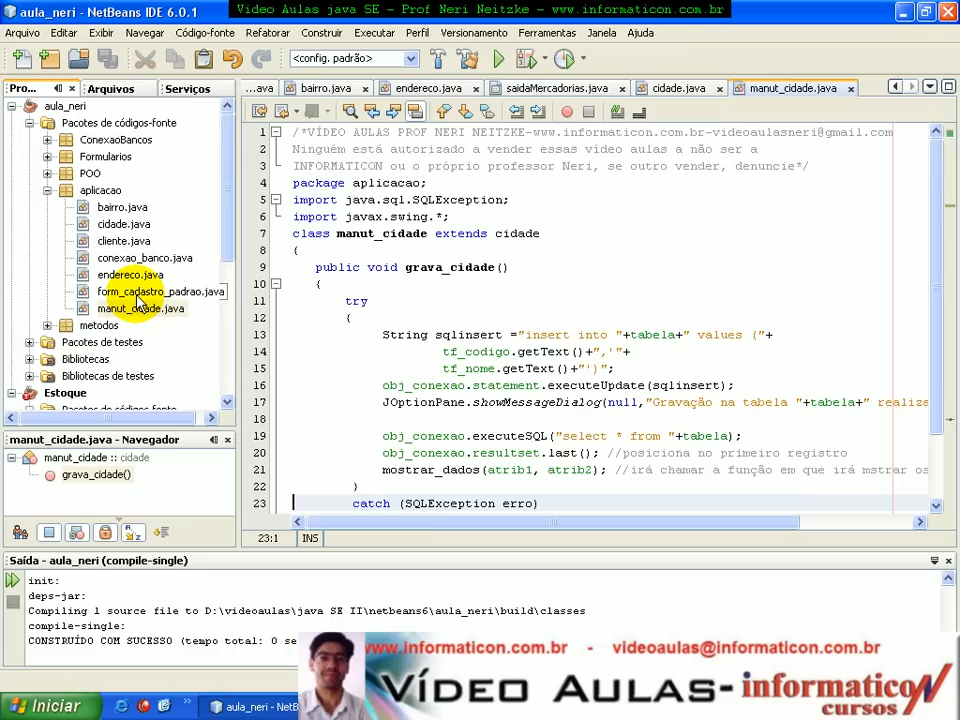 Vídeo Aulas java SE – Prof Neri Neitzke – www.informaticon.com.br
aula_neri - NetBeans IDE 6.0.1
Arquivo Editar Exibir Navegar Código-fonte Refatorar Construir Executar Perfil Versionamento Ferramentas Janela Ajuda
<config. padrão>
Pro... Arquivos Serviços
...ava bairro.java endereco.java saidaMercadorias.java cidade.java manut_cidade.java
aula_neri
Pacotes de códigos-fonte
ConexaoBancos
Formularios
POO
aplicacao
bairro.java
cidade.java
cliente.java
conexao_banco.java
endereco.java
form_cadastro_padrao.java
manut_cidade.java
metodos
Pacotes de testes
Bibliotecas
Bibliotecas de testes
Estoque
Pacotes de códigos-fonte
1 /*VÍDEO AULAS PROF NERI NEITZKE-www.informaticon.com.br-videoaulasneri@gmail.com
2 Ninguém está autorizado a vender essas vídeo aulas a não ser a
3 INFORMATICON ou o próprio professor Neri, se outro vender, denuncie*/
4 package aplicacao;
5 import java.sql.SQLException;
6 import javax.swing.*;
7 class manut_cidade extends cidade
8 {
9 public void grava_cidade()
10 {
11 try
12 {
13 String sqlinsert ="insert into "+tabela+" values ("+
14 tf_codigo.getText()+",'"+
15 tf_nome.getText()+"')";
16 obj_conexao.statement.executeUpdate(sqlinsert);
17 JOptionPane.showMessageDialog(null,"Gravação na tabela "+tabela+" realiza
18
19 obj_conexao.executeSQL("select * from "+tabela);
20 obj_conexao.resultset.last(); //posiciona no primeiro registro
21 mostrar_dados(atrib1, atrib2); //irá chamar a função em que irá mstrar os
22 }
23 catch (SQLException erro)
23:1 INS
manut_cidade.java - Navegador
manut_cidade :: cidade
grava_cidade()
Saída - aula_neri (compile-single)
init:
deps-jar:
Compiling 1 source file to D:\videoaulas\java SE II\netbeans6\aula_neri\build\classes
compile-single:
CONSTRUÍDO COM SUCESSO (tempo total: 0 se
www.informaticon.com.br - videoaulas@informaticon.com.br
VÍDEO AULAS-informaticoN
cursos
Iniciar
aula_neri - NetB